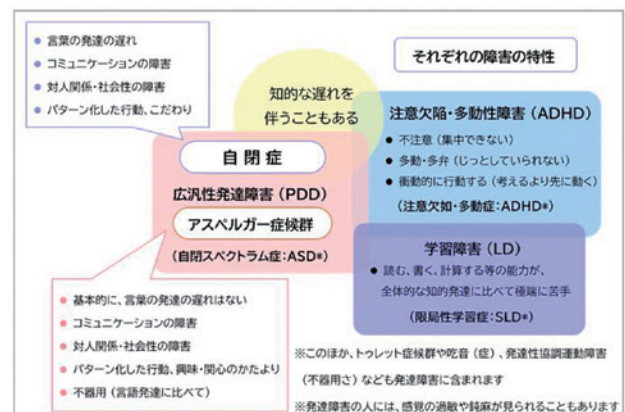 ● 言葉の発達の遅れ
● コミュニケーションの障害
● 対人関係・社会性の障害
● パターン化した行動、こだわり
それぞれの障害の特性
知的な遅れを
伴うこともある
自閉症
広汎性発達障害（PDD）
アスペルガー症候群
（自閉スペクトラム症：ASD※）
注意欠陥・多動性障害（ADHD）
● 不注意（集中できない）
● 多動・多弁（じっとしていられない）
● 衝動的に行動する（考えるより先に動く）
（注意欠如・多動症：ADHD※）
学習障害（LD）
● 読む、書く、計算する等の能力が、
全体的な知的発達に比べて極端に苦手
（限局性学習症：SLD※）
● 基本的に、言葉の発達の遅れはない
● コミュニケーションの障害
● 対人関係・社会性の障害
● パターン化した行動、興味・関心のかたより
● 不器用（言語発達に比べて）
※このほか、トゥレット症候群や吃音（症）、発達性協調運動障害
（不器用さ）なども発達障害に含まれます
※発達障害の人には、感覚の過敏や鈍麻が見られることもあります